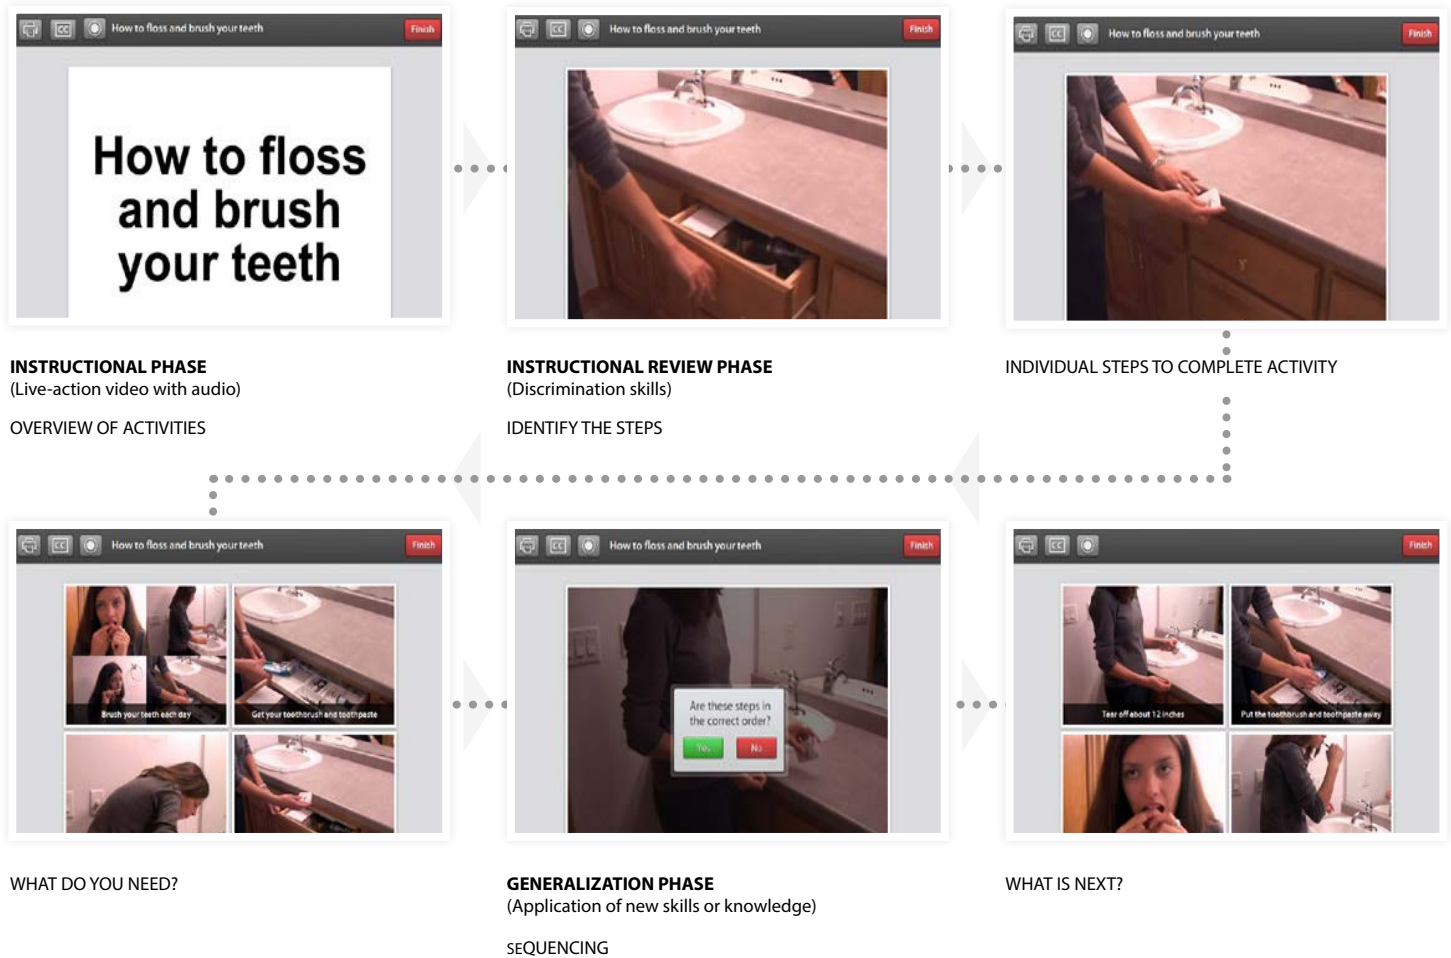 CC
How to floss and brush your teeth
Finish
How to floss
and brush
your teeth
CC
How to floss and brush your teeth
Finish
CC
How to floss and brush your teeth
Finish
INSTRUCTIONAL PHASE
(Live-action video with audio)
OVERVIEW OF ACTIVITIES
INSTRUCTIONAL REVIEW PHASE
(Discrimination skills)
IDENTIFY THE STEPS
INDIVIDUAL STEPS TO COMPLETE ACTIVITY
CC
How to floss and brush your teeth
Finish
Brush your teeth each day
Get your toothbrush and toothpaste
CC
How to floss and brush your teeth
Finish
Are these steps in
the correct order?
Yes
No
CC
Finish
Tear off about 12 inches
Put the toothbrush and toothpaste away
WHAT DO YOU NEED?
GENERALIZATION PHASE
(Application of new skills or knowledge)
SEQUENCING
WHAT IS NEXT?